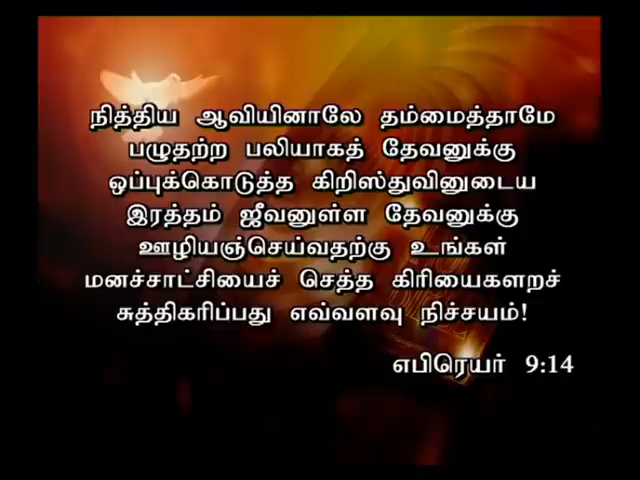 நித்திய ஆவியினாலே தம்மைத்தாமே
பழுதற்ற பலியாகத் தேவனுக்கு
ஒப்புக்கொடுத்த கிறிஸ்துவினுடைய
இரத்தம் ஜீவனுள்ள தேவனுக்கு
ஊழியஞ்செய்வதற்கு உங்கள்
மனச்சாட்சியைச் செத்த கிரியைகளறச்
சுத்திகரிப்பது எவ்வளவு நிச்சயம்!
எபிரெயர் 9:14